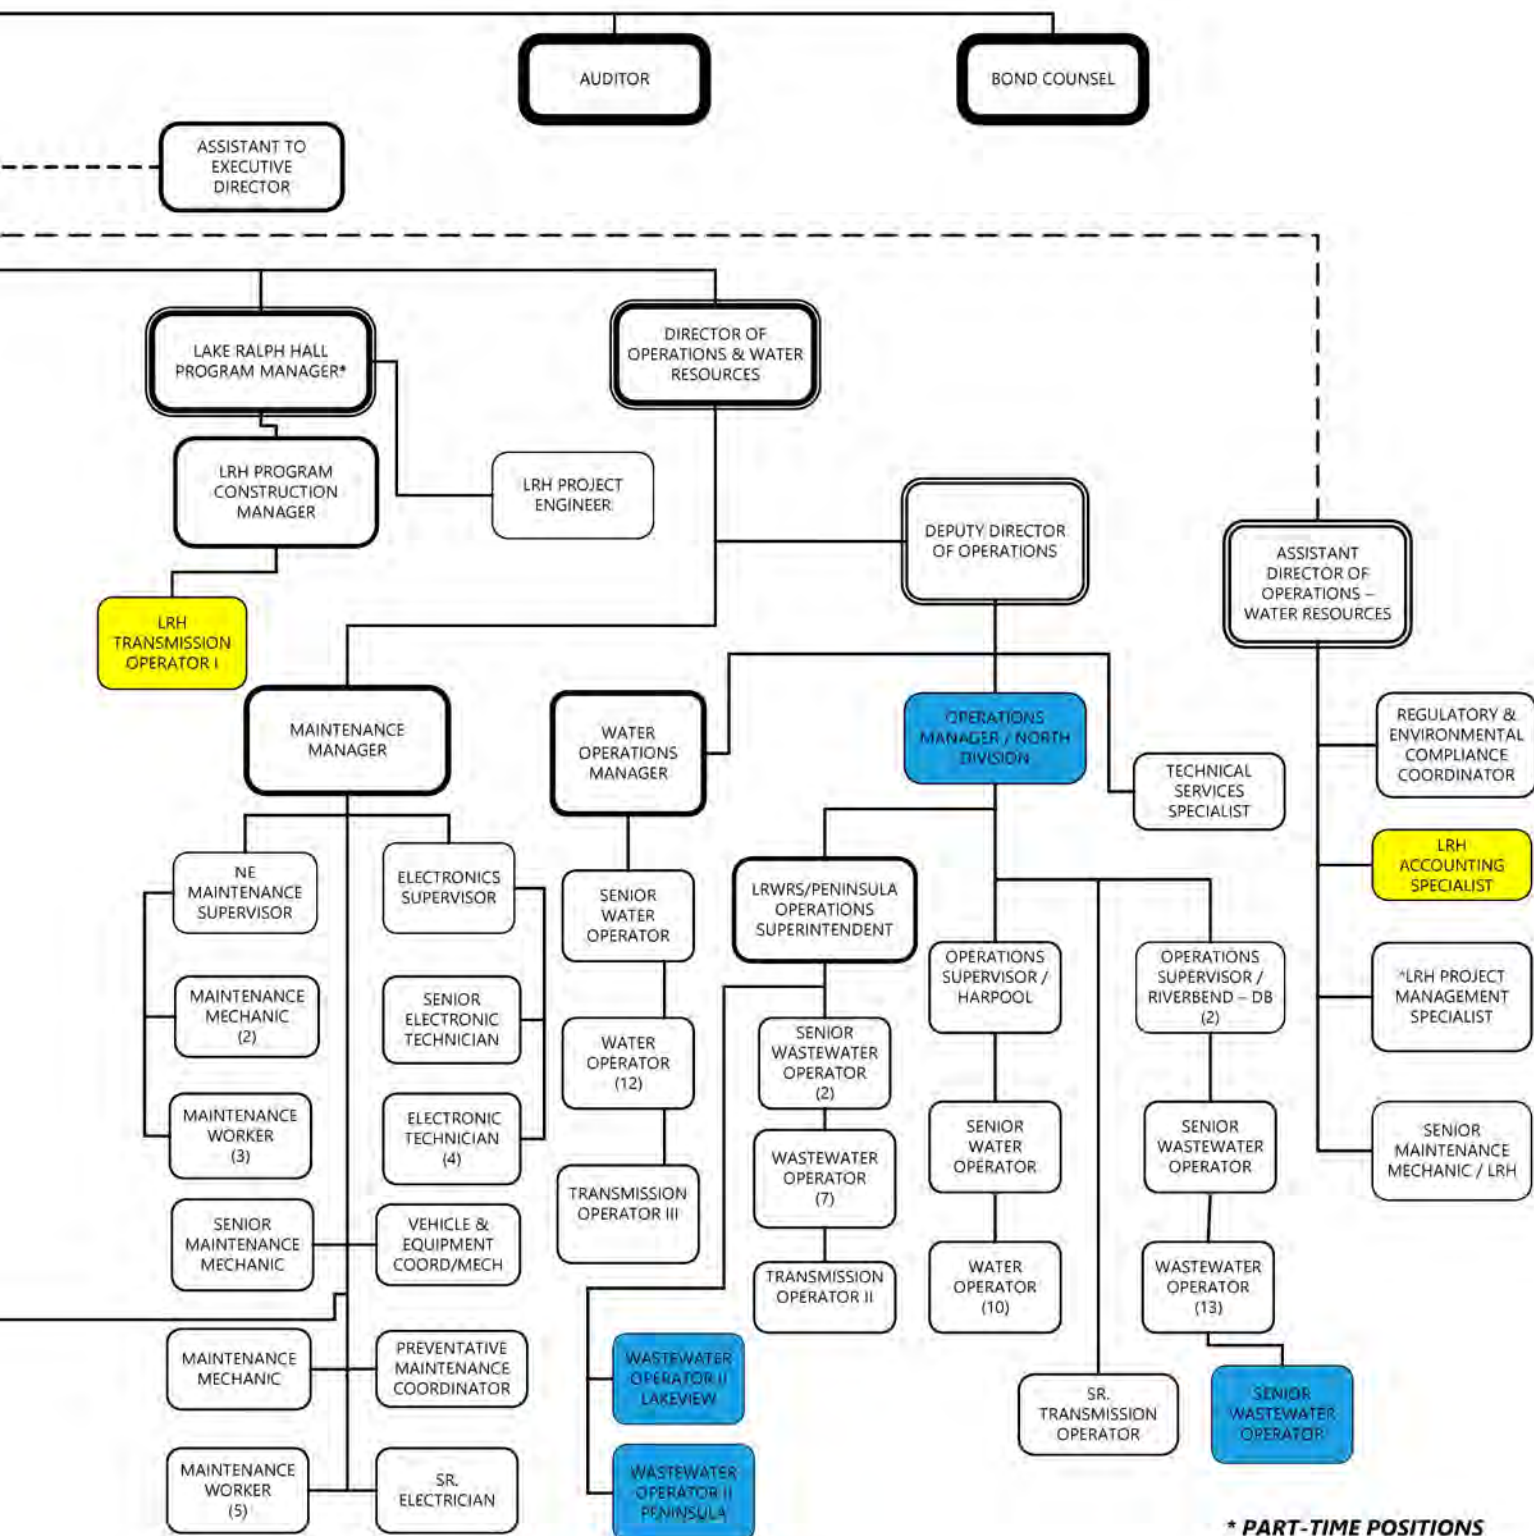 AUDITOR
BOND COUNSEL
ASSISTANT TO
EXECUTIVE
DIRECTOR
LAKE RALPH HALL
PROGRAM MANAGER*
DIRECTOR OF
OPERATIONS & WATER
RESOURCES
LRH PROGRAM
CONSTRUCTION
MANAGER
LRH PROJECT
ENGINEER
DEPUTY DIRECTOR
OF OPERATIONS
ASSISTANT
DIRECTOR OF
OPERATIONS –
WATER RESOURCES
LRH
TRANSMISSION
OPERATOR I
MAINTENANCE
MANAGER
WATER
OPERATIONS
MANAGER
OPERATIONS
MANAGER / NORTH
DIVISION
TECHNICAL
SERVICES
SPECIALIST
REGULATORY &
ENVIRONMENTAL
COMPLIANCE
COORDINATOR
NE
MAINTENANCE
SUPERVISOR
ELECTRONICS
SUPERVISOR
SENIOR
WATER
OPERATOR
LRWRS/PENINSULA
OPERATIONS
SUPERINTENDENT
LRH
ACCOUNTING
SPECIALIST
OPERATIONS
SUPERVISOR /
HARPOOL
OPERATIONS
SUPERVISOR /
RIVERBEND – DB
(2)
*LRH PROJECT
MANAGEMENT
SPECIALIST
MAINTENANCE
MECHANIC
(2)
SENIOR
ELECTRONIC
TECHNICIAN
WATER
OPERATOR
(12)
SENIOR
WASTEWATER
OPERATOR
(2)
MAINTENANCE
WORKER
(3)
ELECTRONIC
TECHNICIAN
(4)
TRANSMISSION
OPERATOR III
WASTEWATER
OPERATOR
(7)
SENIOR
WATER
OPERATOR
SENIOR
WASTEWATER
OPERATOR
SENIOR
MAINTENANCE
MECHANIC / LRH
SENIOR
MAINTENANCE
MECHANIC
VEHICLE &
EQUIPMENT
COORD/MECH
TRANSMISSION
OPERATOR II
WATER
OPERATOR
(10)
WASTEWATER
OPERATOR
(13)
MAINTENANCE
MECHANIC
PREVENTATIVE
MAINTENANCE
COORDINATOR
WASTEWATER
OPERATOR II
LAKEVIEW
SR.
TRANSMISSION
OPERATOR
SENIOR
WASTEWATER
OPERATOR
MAINTENANCE
WORKER
(5)
SR.
ELECTRICIAN
WASTEWATER
OPERATOR II
PENINSULA
* PART-TIME POSITIONS